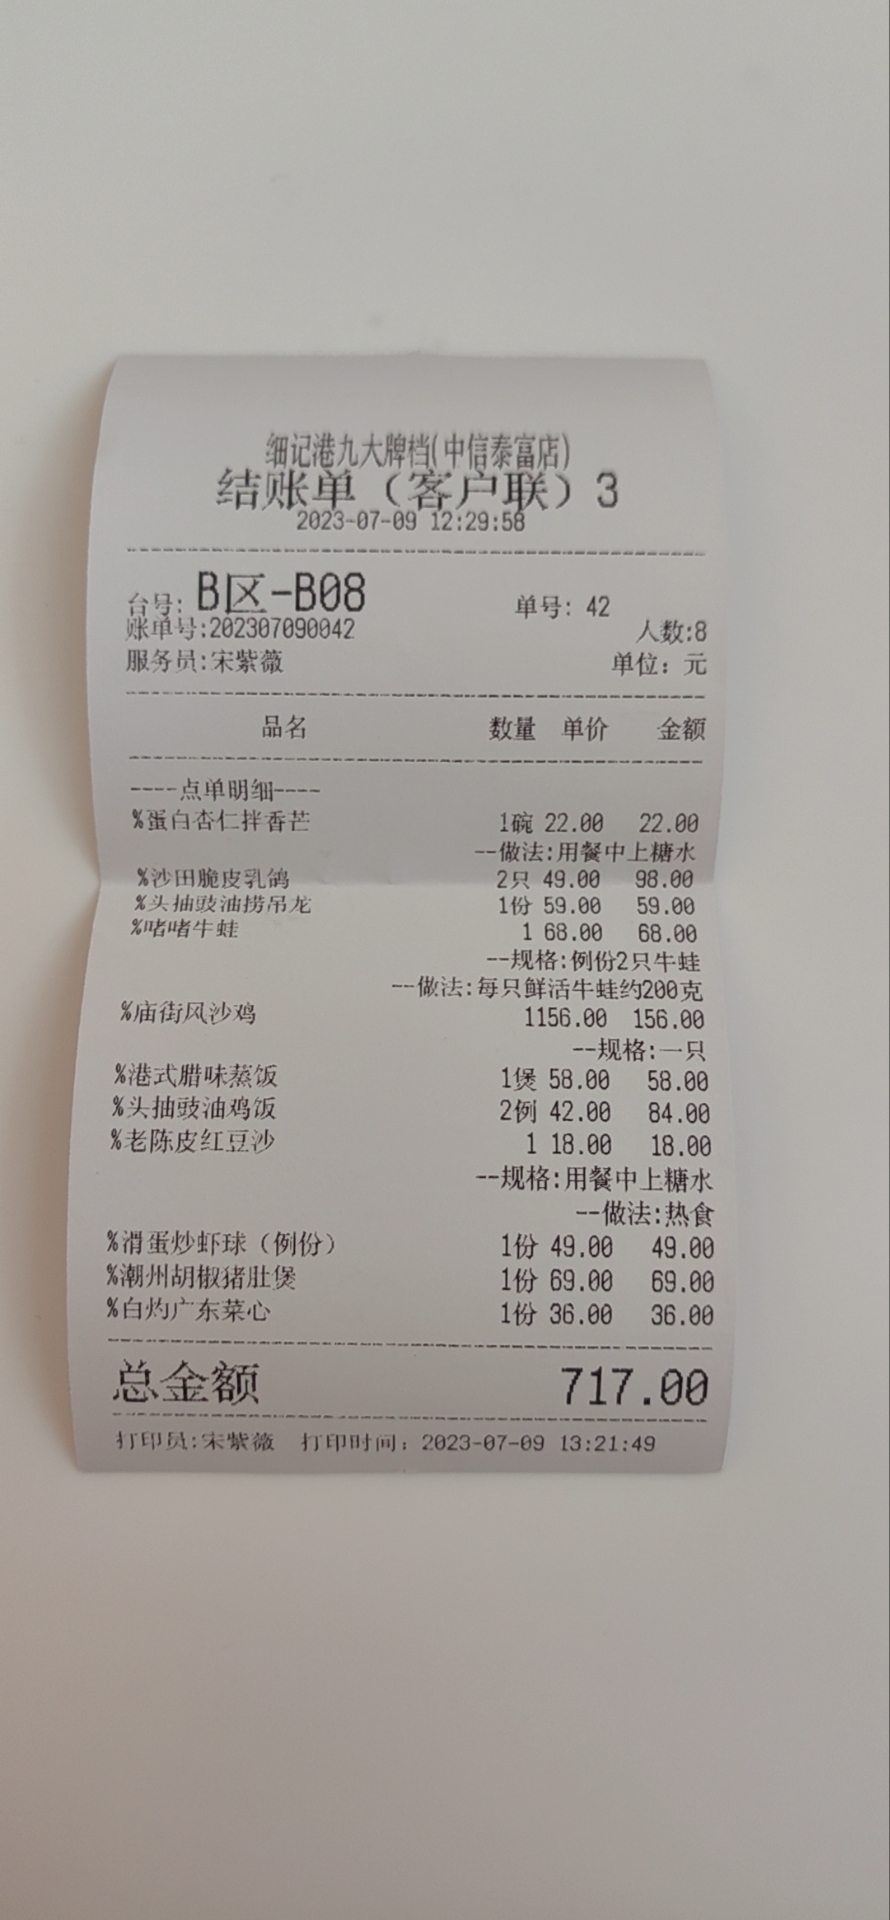 细记港九大牌档(中信泰富店)
结账单（客户联）3
2023-07-09 12:29:58
台号: B区-B08 单号: 42
账单号:202307090042 人数:8
服务员:宋紫薇 单位: 元
品名 数量 单价 金额
----点单明细----
%蛋白杏仁拌香芒 1碗 22.00 22.00
--做法:用餐中上糖水
%沙田脆皮乳鸽 2只 49.00 98.00
%头抽豉油捞吊龙 1份 59.00 59.00
%啫啫牛蛙 1 68.00 68.00
--规格:例份2只牛蛙
--做法:每只鲜活牛蛙约200克
%庙街风沙鸡 1156.00 156.00
--规格:一只
%港式腊味蒸饭 1煲 58.00 58.00
%头抽豉油鸡饭 2例 42.00 84.00
%老陈皮红豆沙 1 18.00 18.00
--规格:用餐中上糖水
--做法:热食
%滑蛋炒虾球（例份） 1份 49.00 49.00
%潮州胡椒猪肚煲 1份 69.00 69.00
%白灼广东菜心 1份 36.00 36.00
总金额 717.00
打印员:宋紫薇 打印时间: 2023-07-09 13:21:49